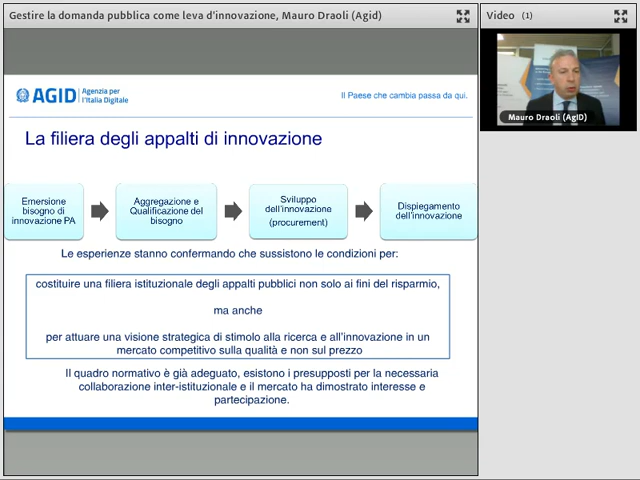 Gestire la domanda pubblica come leva d'innovazione, Mauro Draoli (Agid)
Video (1)
Mauro Draoli (AgID)
AGID
Agenzia per
l'Italia Digitale
Il Paese che cambia passa da qui.
La filiera degli appalti di innovazione
Emersione
bisogno di
innovazione PA
Aggregazione e
Qualificazione del
bisogno
Sviluppo
dell'innovazione
(procurement)
Dispiegamento
dell'innovazione
Le esperienze stanno confermando che sussistono le condizioni per:
costituire una filiera istituzionale degli appalti pubblici non solo ai fini del risparmio,
ma anche
per attuare una visione strategica di stimolo alla ricerca e all'innovazione in un
mercato competitivo sulla qualità e non sul prezzo
Il quadro normativo è già adeguato, esistono i presupposti per la necessaria
collaborazione inter-istituzionale e il mercato ha dimostrato interesse e
partecipazione.